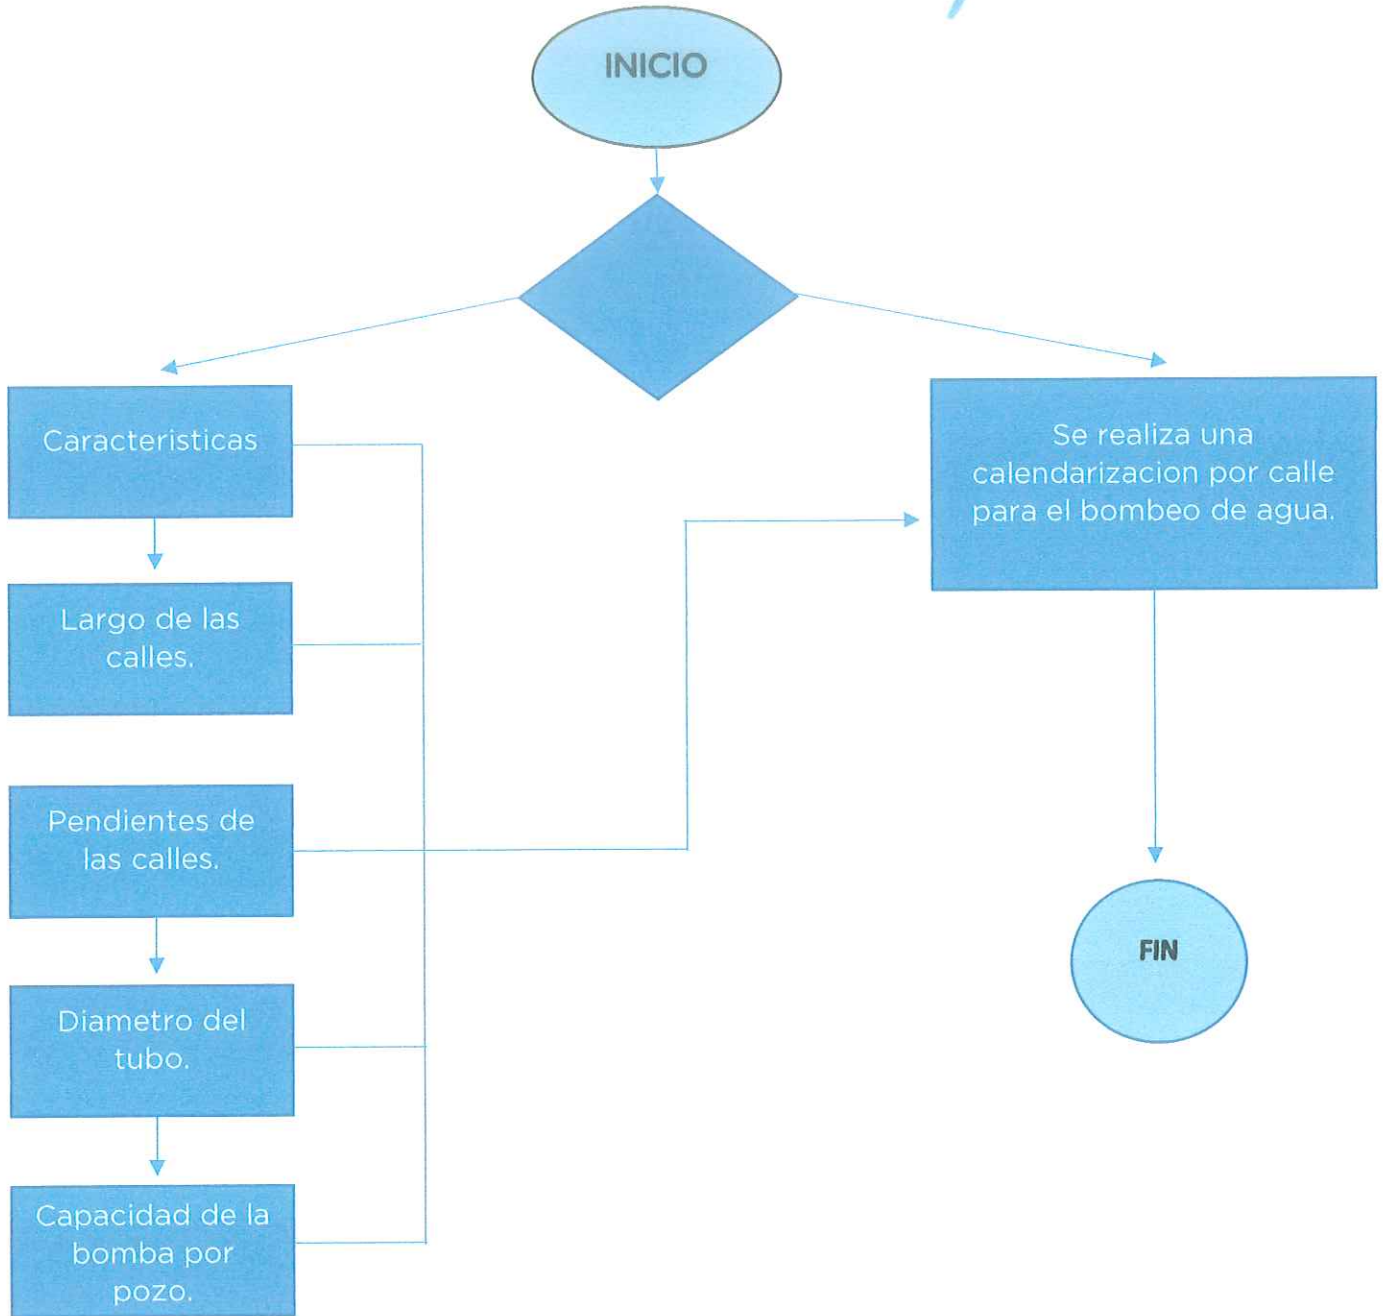 INICIO
Caracteristicas
Se realiza una
calendarizacion por calle
para el bombeo de agua.
Largo de las
calles.
Pendientes de
las calles.
Diametro del
tubo.
FIN
Capacidad de la
bomba por
pozo.